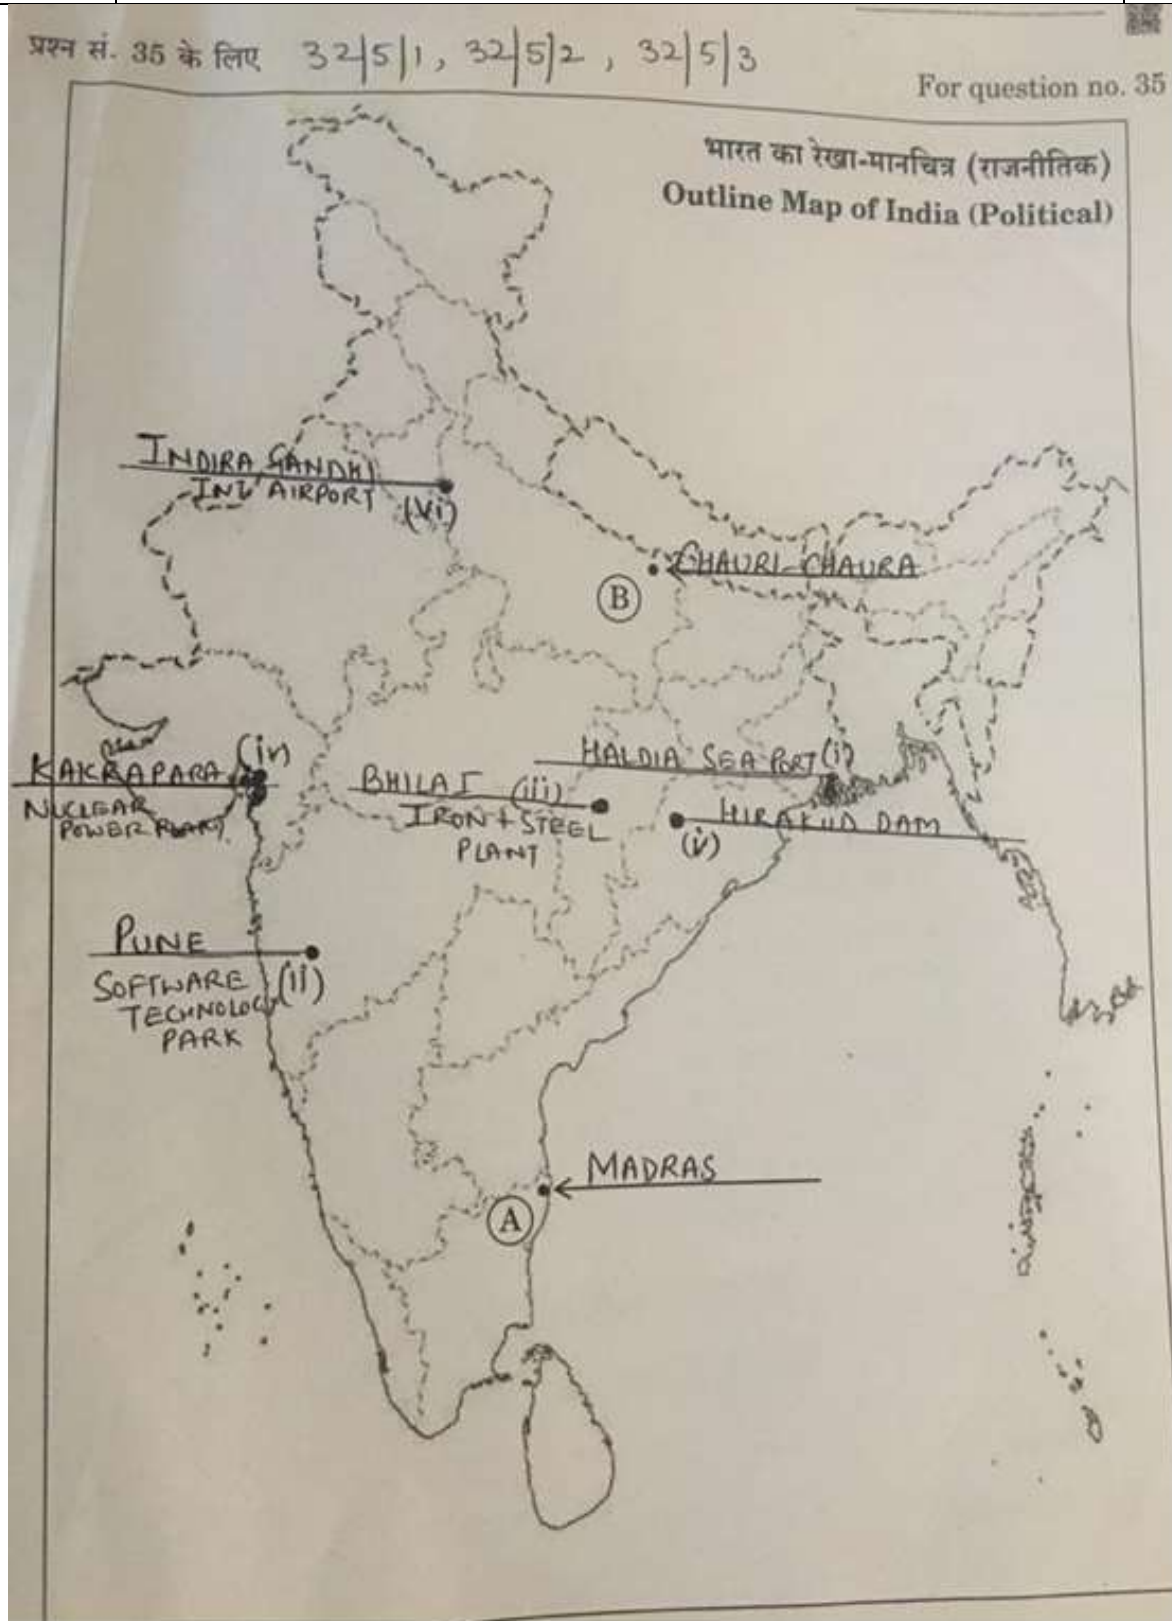 प्रश्न सं. 35 के लिए 32|5|1, 32|5|2, 32|5|3
For question no. 35
भारत का रेखा-मानचित्र (राजनीतिक)
Outline Map of India (Political)
INDIRA GANDHI
INT' AIRPORT
(vi)
CHAURI-CHAURA
B
HALDIA SEA PORT (i)
KAKRAPARA (iv)
NUCLEAR
POWER PLANT
BHILAI (iii)
IRON + STEEL
PLANT
HIRAKUD DAM
(v)
PUNE
SOFTWARE (ii)
TECHNOLOGY
PARK
MADRAS
A